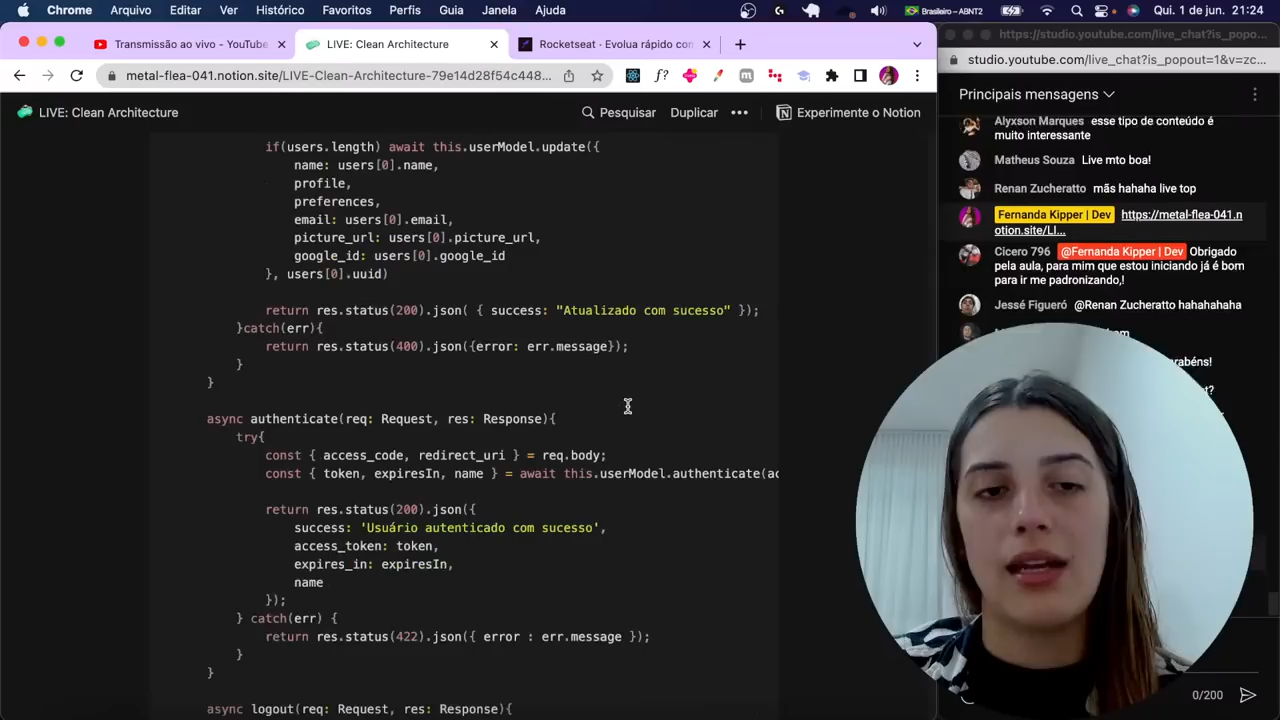 Chrome Arquivo Editar Ver Histórico Favoritos Perfis Guia Janela Ajuda
Brasileiro – ABNT2
Qui. 1 de jun. 21:24
Transmissão ao vivo - YouTube
LIVE: Clean Architecture
Rocketseat · Evolua rápido con
metal-flea-041.notion.site/LIVE-Clean-Architecture-79e14d28f54c448...
LIVE: Clean Architecture
Pesquisar
Duplicar
Experimente o Notion
if(users.length) await this.userModel.update({
name: users[0].name,
profile,
preferences,
email: users[0].email,
picture_url: users[0].picture_url,
google_id: users[0].google_id
}, users[0].uuid)
return res.status(200).json( { success: "Atualizado com sucesso" });
}catch(err){
return res.status(400).json({error: err.message});
}
}
async authenticate(req: Request, res: Response){
try{
const { access_code, redirect_uri } = req.body;
const { token, expiresIn, name } = await this.userModel.authenticate(ac
return res.status(200).json({
success: 'Usuário autenticado com sucesso',
access_token: token,
expires_in: expiresIn,
name
});
} catch(err) {
return res.status(422).json({ error : err.message });
}
}
async logout(req: Request, res: Response){
https://studio.youtube.com/live_chat?is_popo...
studio.youtube.com/live_chat?is_popout=1&v=zc...
Principais mensagens
Alyxson Marques esse tipo de conteúdo é
muito interessante
Matheus Souza Live mto boa!
Renan Zucheratto mãs hahaha live top
Fernanda Kipper | Dev https://metal-flea-041.n
otion.site/LI...
Cicero 796 @Fernanda Kipper | Dev Obrigado
pela aula, para mim que estou iniciando já é bom
para ir me padronizando,!
Jessé Figueró @Renan Zucheratto hahahahaha
0/200